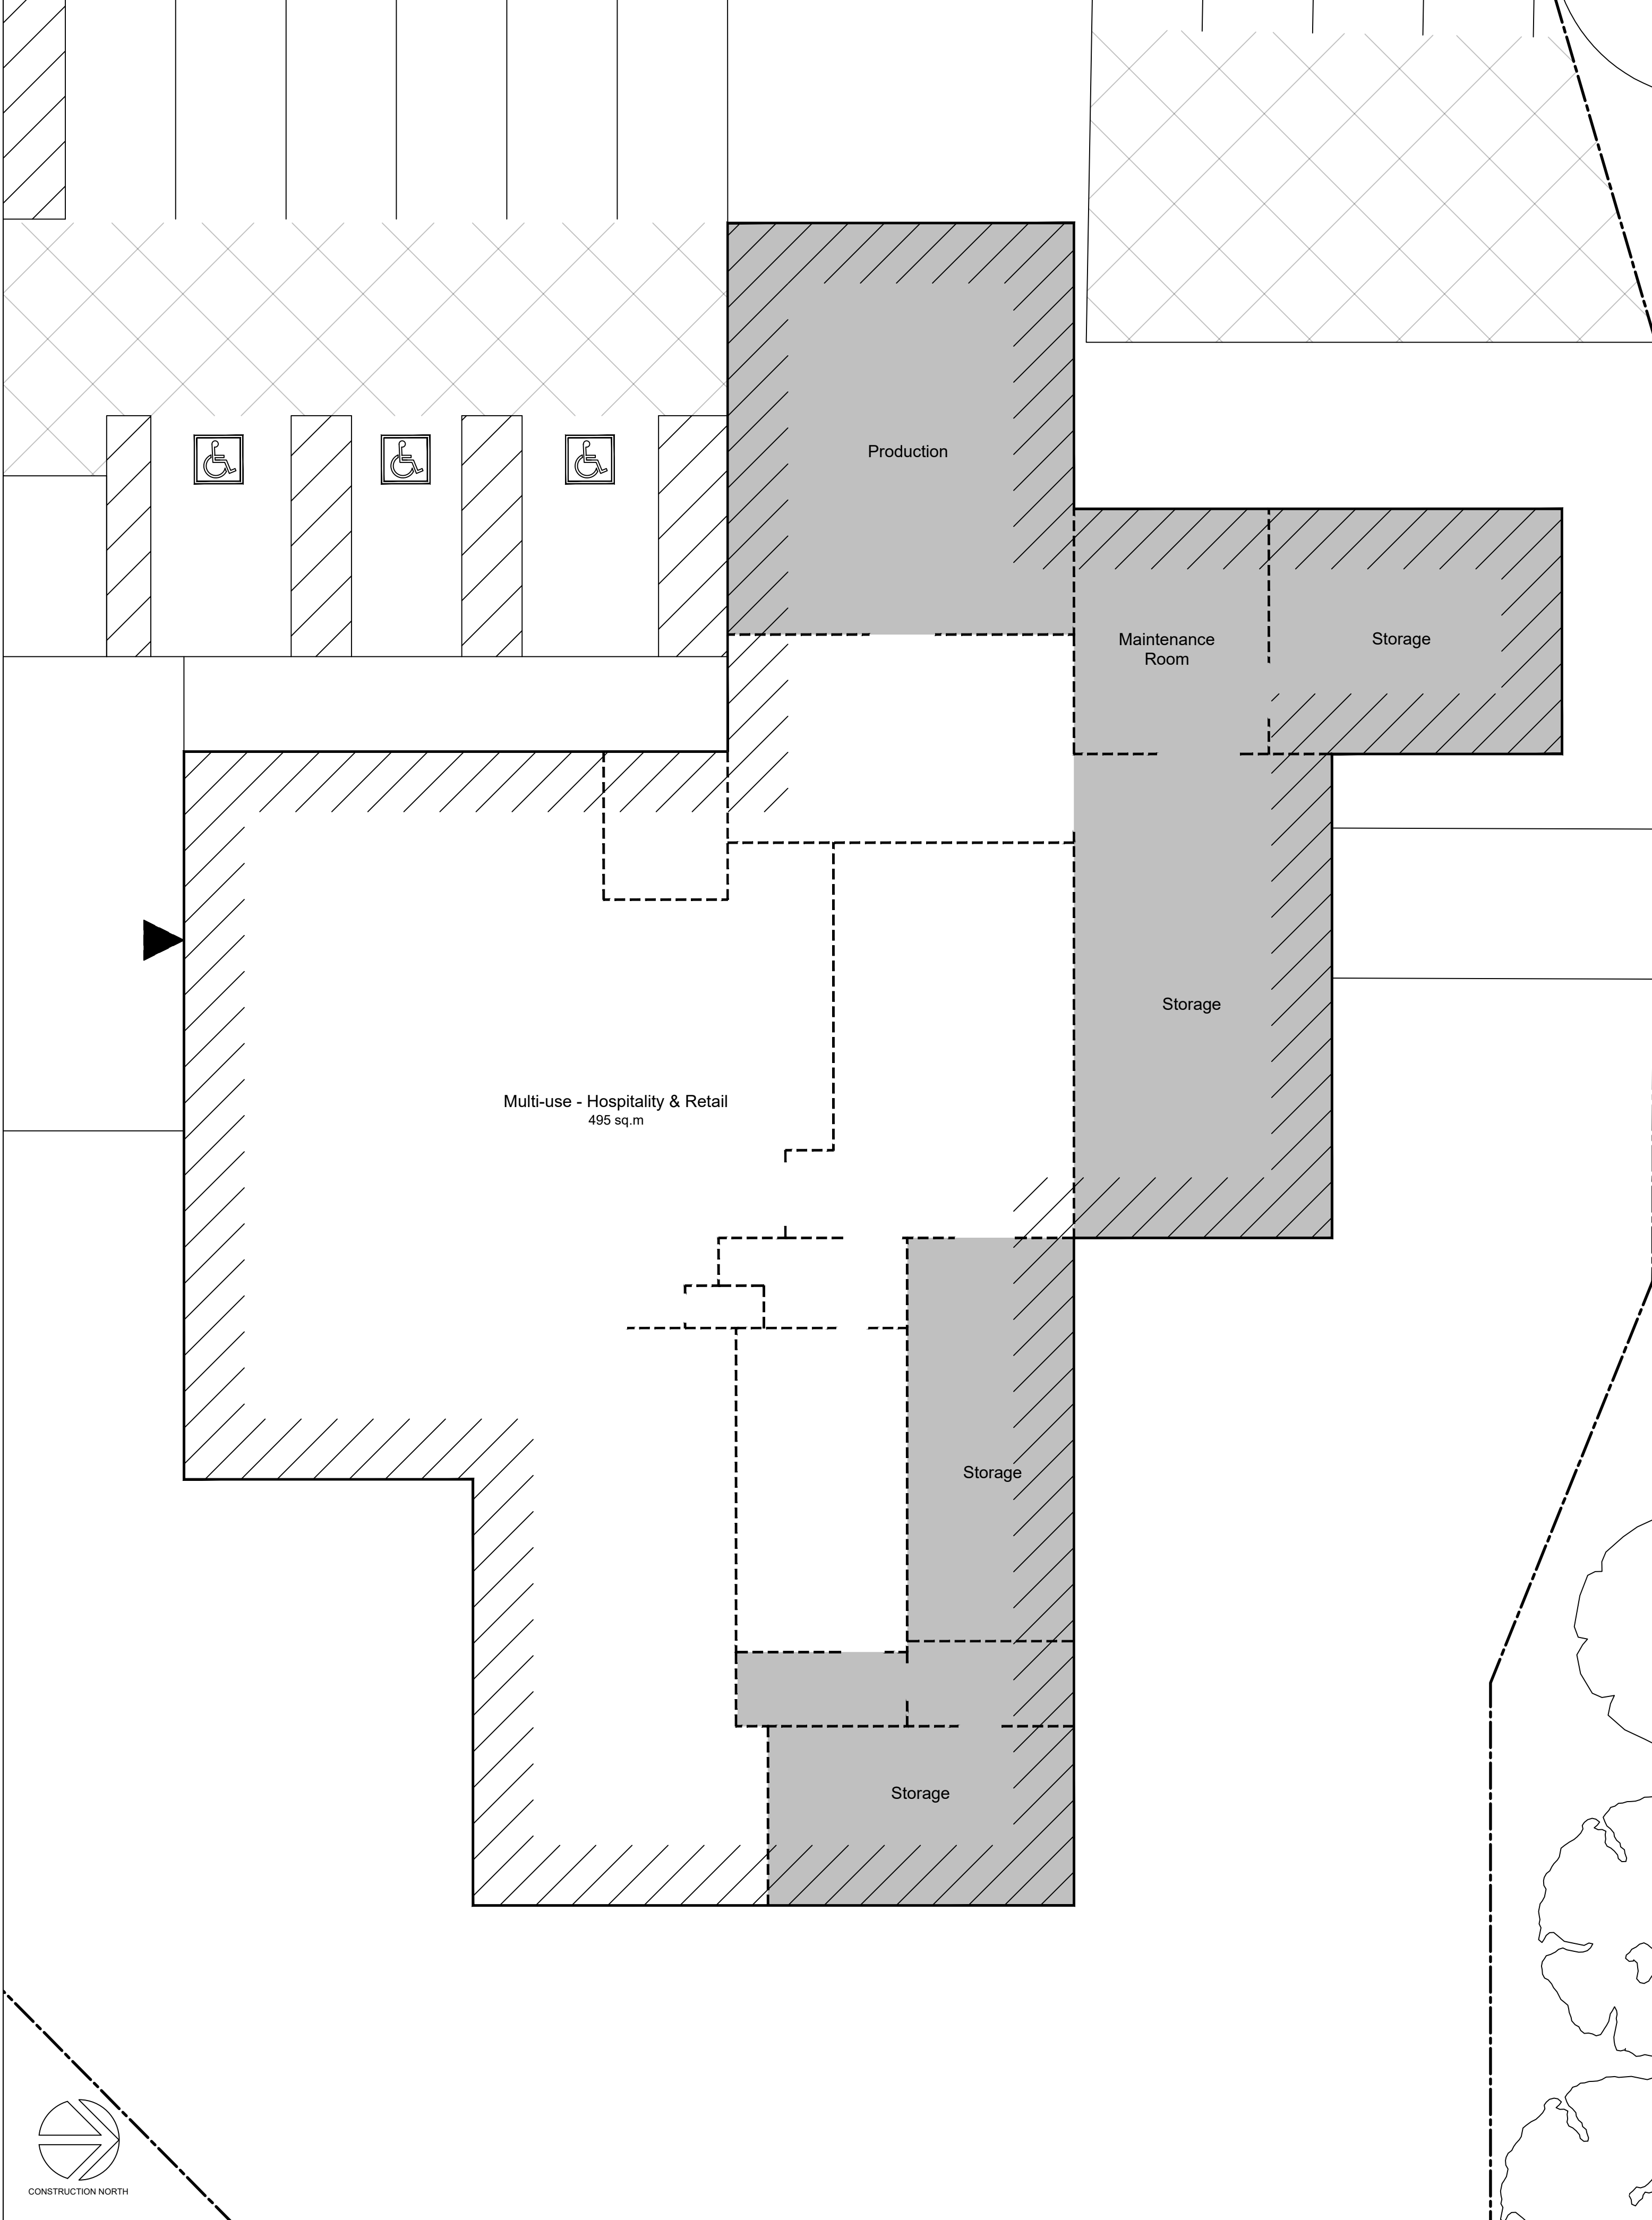 Production
Maintenance
Room
Storage
Storage
Multi-use - Hospitality & Retail
495 sq.m
Storage
Storage
CONSTRUCTION NORTH